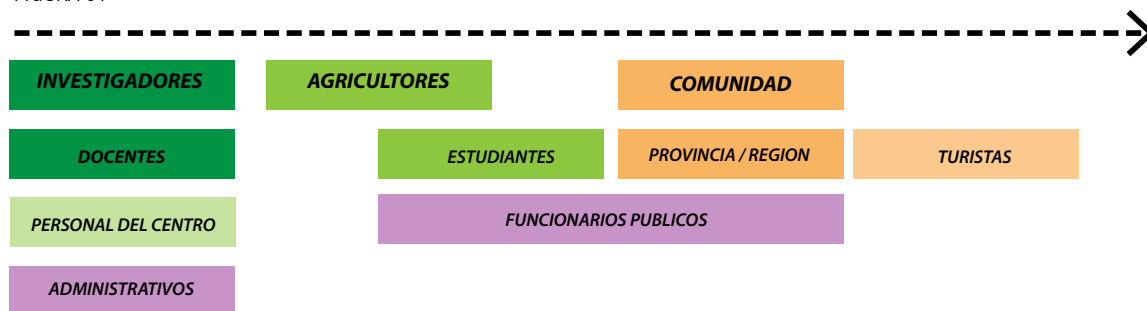 INVESTIGADORES
AGRICULTORES
COMUNIDAD
DOCENTES
ESTUDIANTES
PROVINCIA / REGION
TURISTAS
PERSONAL DEL CENTRO
FUNCIONARIOS PUBLICOS
ADMINISTRATIVOS